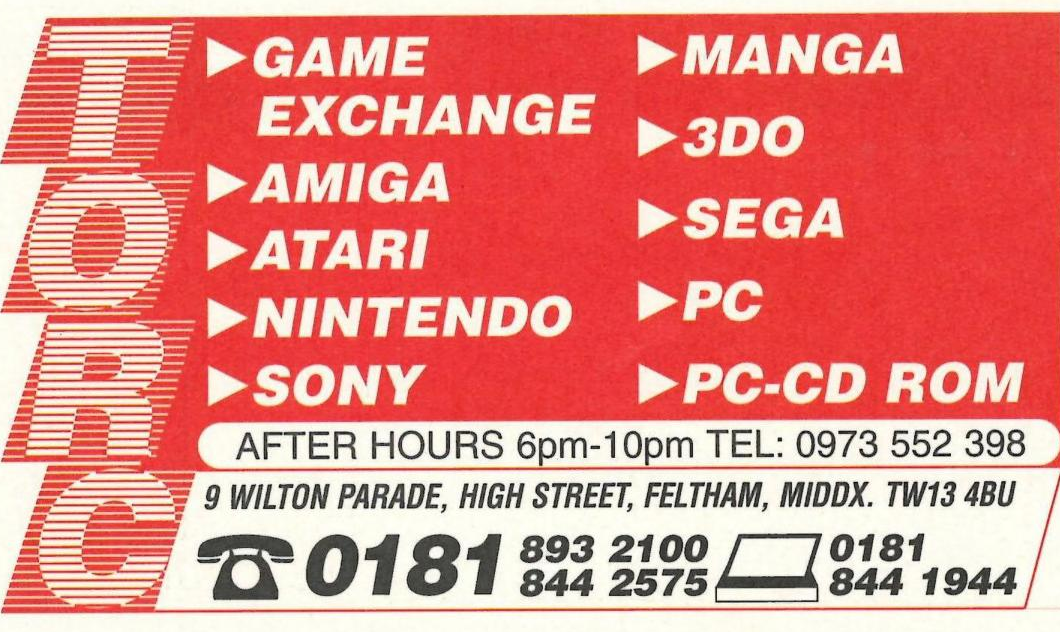 TORC
►GAME
EXCHANGE
►AMIGA
►ATARI
►NINTENDO
►SONY
►MANGA
►3DO
►SEGA
►PC
►PC-CD ROM
AFTER HOURS 6pm-10pm TEL: 0973 552 398
9 WILTON PARADE, HIGH STREET, FELTHAM, MIDDX. TW13 4BU
0181 893 2100
844 2575
0181
844 1944